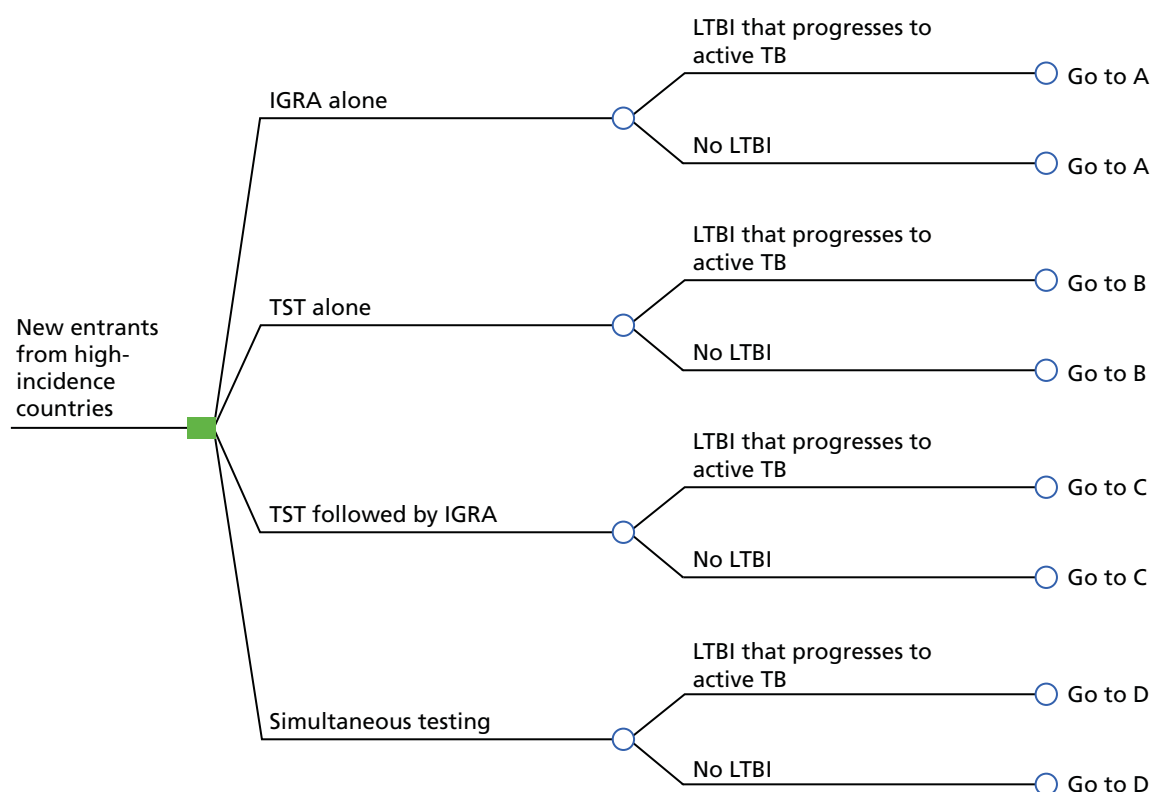 LTBI that progresses to
active TB
Go to A
IGRA alone
No LTBI
Go to A
LTBI that progresses to
active TB
Go to B
TST alone
No LTBI
Go to B
New entrants
from high-
incidence
countries
LTBI that progresses to
active TB
Go to C
TST followed by IGRA
No LTBI
Go to C
LTBI that progresses to
active TB
Go to D
Simultaneous testing
No LTBI
Go to D